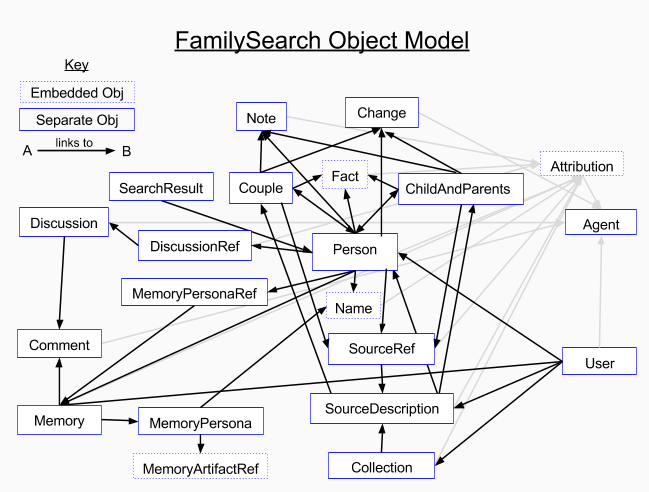 FamilySearch Object Model
Key
Embedded Obj
Separate Obj
A links to B
Note
Change
Attribution
SearchResult
Couple
Fact
ChildAndParents
Discussion
Agent
DiscussionRef
Person
MemoryPersonaRef
Name
Comment
SourceRef
User
Memory
MemoryPersona
SourceDescription
MemoryArtifactRef
Collection